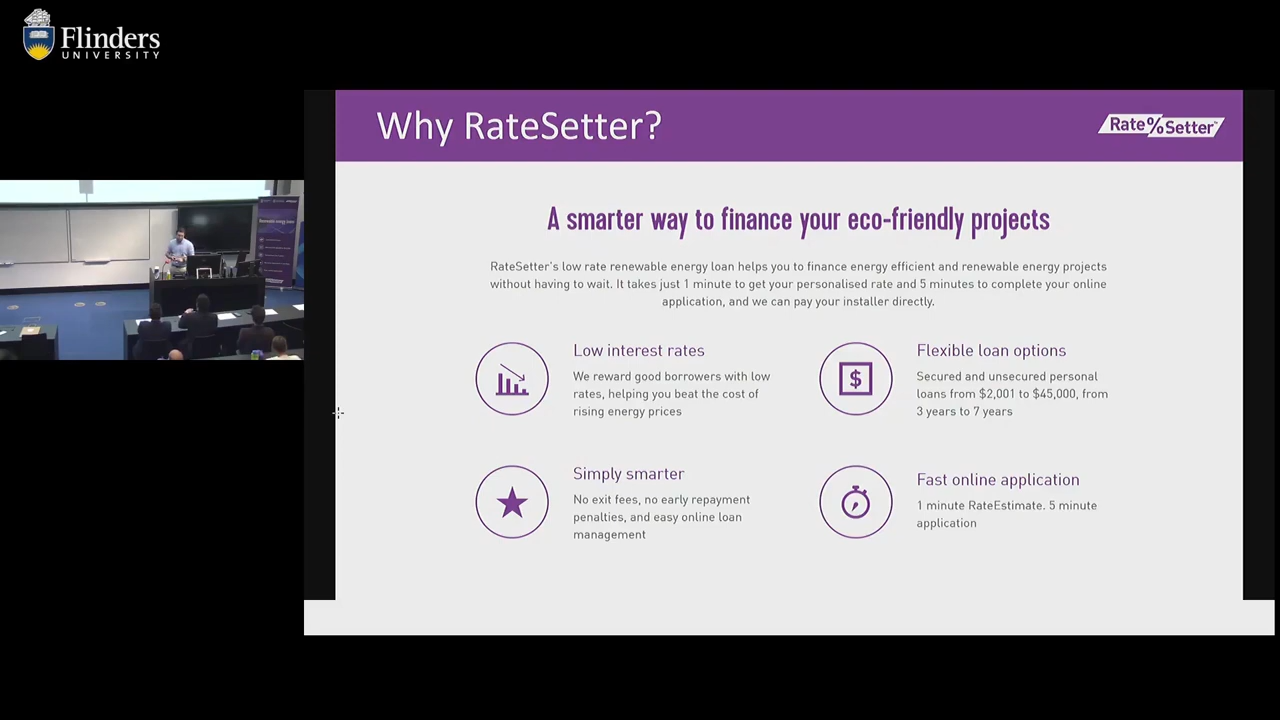 Flinders
UNIVERSITY
Why RateSetter?
Rate%Setter
A smarter way to finance your eco-friendly projects
RateSetter's low rate renewable energy loan helps you to finance energy efficient and renewable energy projects
without having to wait. It takes just 1 minute to get your personalised rate and 5 minutes to complete your online
application, and we can pay your installer directly.
Low interest rates
We reward good borrowers with low
rates, helping you beat the cost of
rising energy prices
Flexible loan options
Secured and unsecured personal
loans from $2,001 to $45,000, from
3 years to 7 years
Simply smarter
No exit fees, no early repayment
penalties, and easy online loan
management
Fast online application
1 minute RateEstimate. 5 minute
application